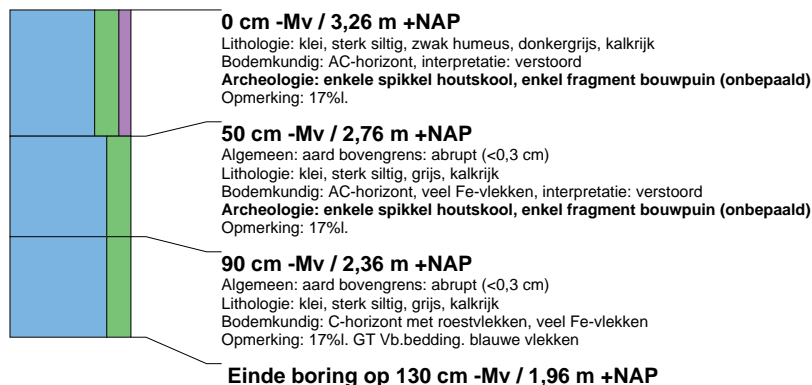 0 cm -Mv / 3,26 m +NAP
Lithologie: klei, sterk siltig, zwak humeus, donkergrijs, kalkrijk
Bodemkundig: AC-horizont, interpretatie: verstoord
Archeologie: enkele spikkel houtskool, enkel fragment bouwpuin (onbepaald)
Opmerking: 17%l.
50 cm -Mv / 2,76 m +NAP
Algemeen: aard bovengrens: abrupt (<0,3 cm)
Lithologie: klei, sterk siltig, grijs, kalkrijk
Bodemkundig: AC-horizont, veel Fe-vlekken, interpretatie: verstoord
Archeologie: enkele spikkel houtskool, enkel fragment bouwpuin (onbepaald)
Opmerking: 17%l.
90 cm -Mv / 2,36 m +NAP
Algemeen: aard bovengrens: abrupt (<0,3 cm)
Lithologie: klei, sterk siltig, grijs, kalkrijk
Bodemkundig: C-horizont met roestvlekken, veel Fe-vlekken
Opmerking: 17%l. GT Vb.bedding. blauwe vlekken
Einde boring op 130 cm -Mv / 1,96 m +NAP